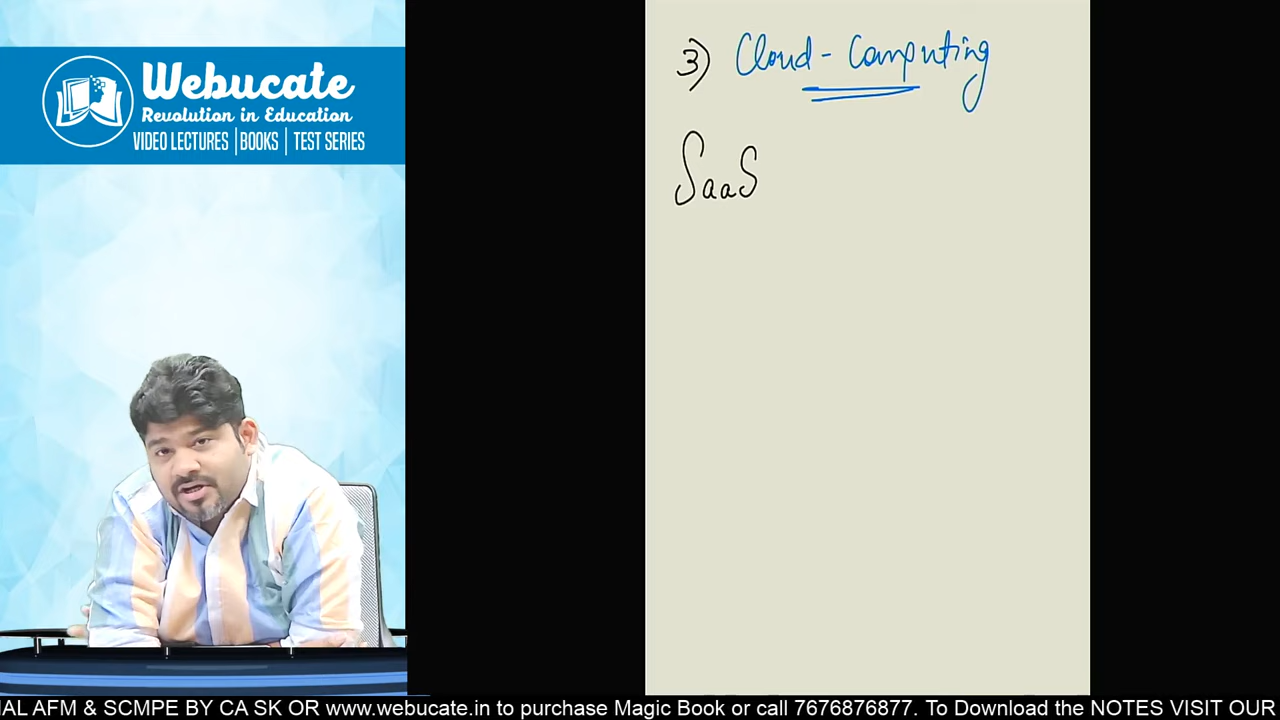 Webucate
Revolution in Education
VIDEO LECTURES | BOOKS | TEST SERIES
3) Cloud - Computing
SaaS
IAL AFM & SCMPE BY CA SK OR www.webucate.in to purchase Magic Book or call 7676876877. To Download the NOTES VISIT OUR